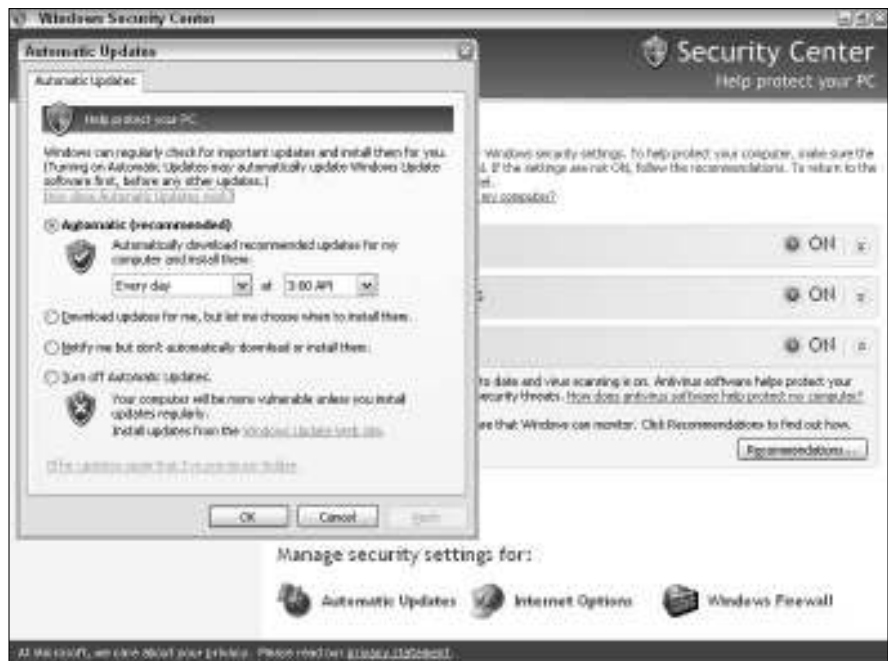 Windows Security Center
Security Center
Help protect your PC
Automatic Updates
Automatic Updates
Help protect your PC
Windows can regularly check for important updates and install them for you.
(Turning on Automatic Updates may automatically update Windows Update
software first, before any other updates.)
How does Automatic Updates work?
Automatic (recommended)
Automatically download recommended updates for my
computer and install them:
Every day at 3:00 AM
Download updates for me, but let me choose when to install them.
Notify me but don't automatically download or install them.
Turn off Automatic Updates.
Your computer will be more vulnerable unless you install
updates regularly.
Install updates from the Windows Update Web site.
Offer updates again that I've previously hidden
OK Cancel Apply
Windows security settings. To help protect your computer, make sure the
. If the settings are not ON, follow the recommendations. To return to the
my computer?
ON
s
ON
ON
to date and virus scanning is on. Antivirus software helps protect your
security threats. How does antivirus software help protect my computer?
are that Windows can monitor. Click Recommendations to find out how.
Recommendations...
Manage security settings for:
Automatic Updates Internet Options Windows Firewall
At Microsoft, we care about your privacy. Please read our privacy statement.